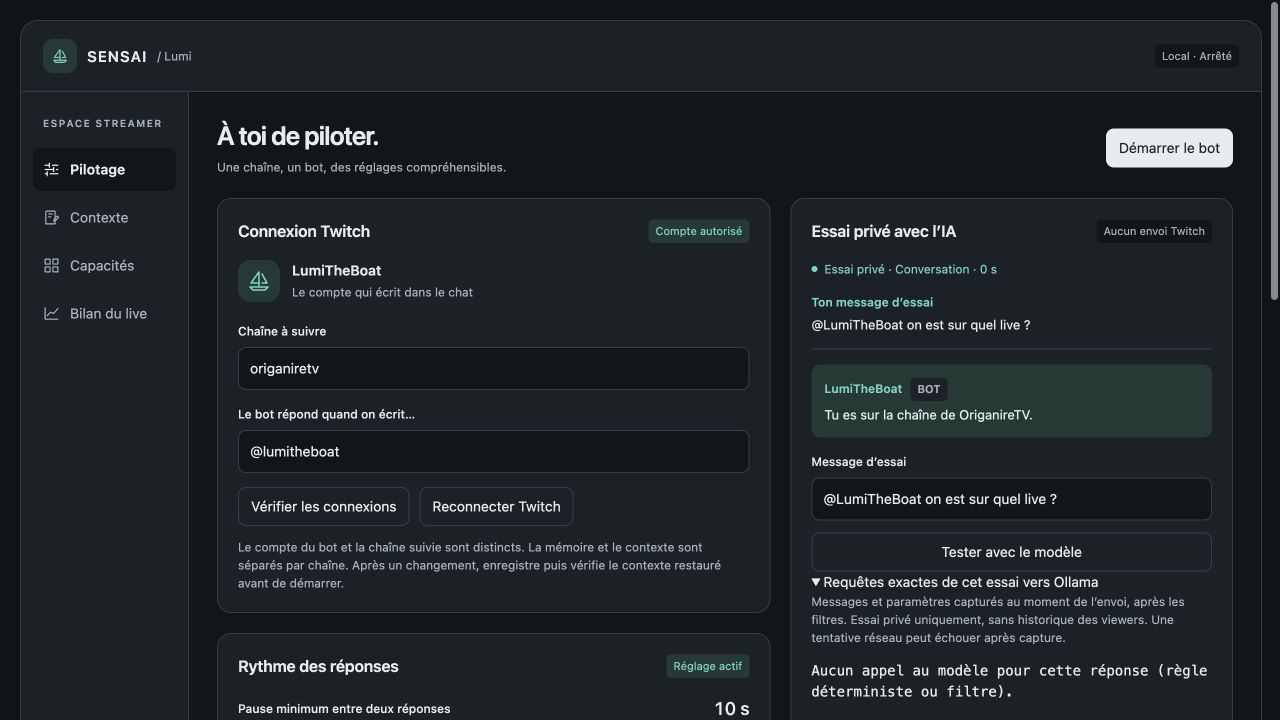 SENSAI / Lumi
Local · Arrêté
ESPACE STREAMER
Pilotage
Contexte
Capacités
Bilan du live
À toi de piloter.
Une chaîne, un bot, des réglages compréhensibles.
Démarrer le bot
Connexion Twitch
Compte autorisé
LumiTheBoat
Le compte qui écrit dans le chat
Chaîne à suivre
origaniretv
Le bot répond quand on écrit...
@lumitheboat
Vérifier les connexions
Reconnecter Twitch
Le compte du bot et la chaîne suivie sont distincts. La mémoire et le contexte sont
séparés par chaîne. Après un changement, enregistre puis vérifie le contexte restauré
avant de démarrer.
Rythme des réponses
Réglage actif
Pause minimum entre deux réponses
10 s
Essai privé avec l’IA
Aucun envoi Twitch
Essai privé · Conversation · 0 s
Ton message d’essai
@LumiTheBoat on est sur quel live ?
LumiTheBoat BOT
Tu es sur la chaîne de OriganireTV.
Message d’essai
@LumiTheBoat on est sur quel live ?
Tester avec le modèle
▼ Requêtes exactes de cet essai vers Ollama
Messages et paramètres capturés au moment de l’envoi, après les
filtres. Essai privé uniquement, sans historique des viewers. Une
tentative réseau peut échouer après capture.
Aucun appel au modèle pour cette réponse (règle
déterministe ou filtre).